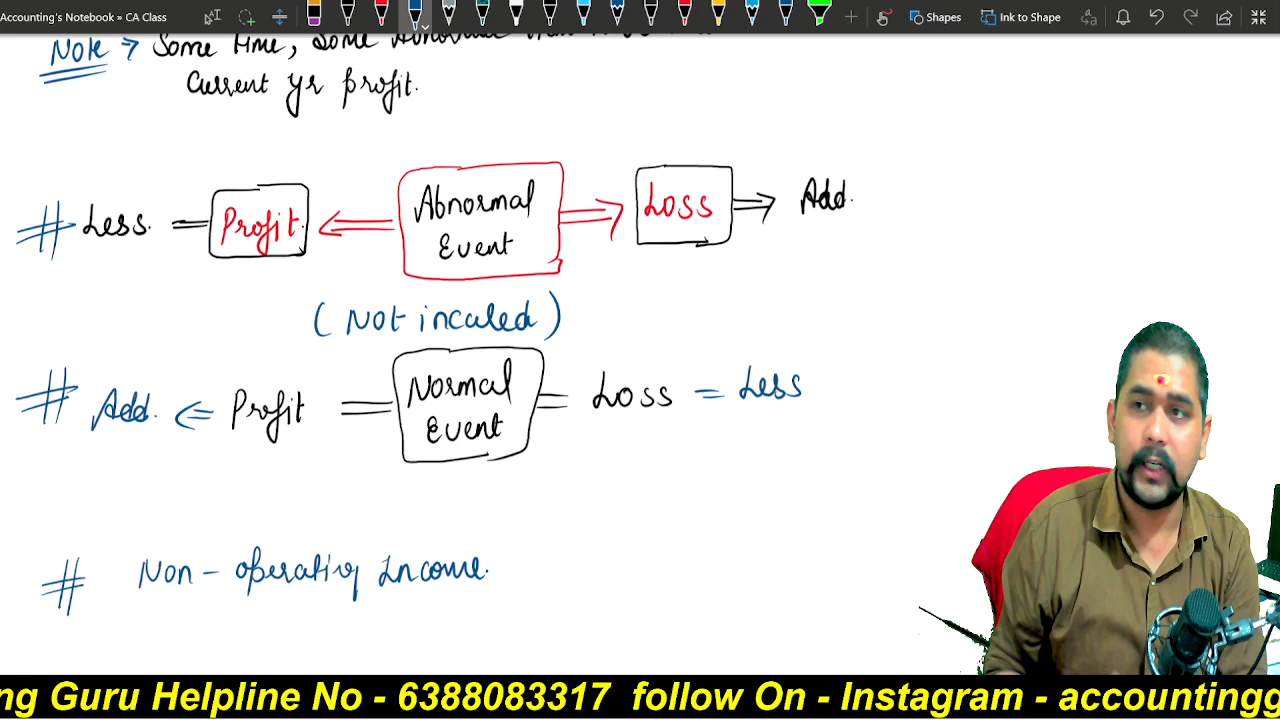 Accounting's Notebook » CA Class
Shapes
Ink to Shape
Note → Some time, Some
Current yr profit.
# Less. = Profit. ⇐ Abnormal Event ⇒ Loss ⇒ Add.
(Not inculed)
# Add. ⇐ Profit = Normal Event = Loss = Less
# Non-operating Income.
ng Guru Helpline No - 6388083317 follow On - Instagram - accountingg